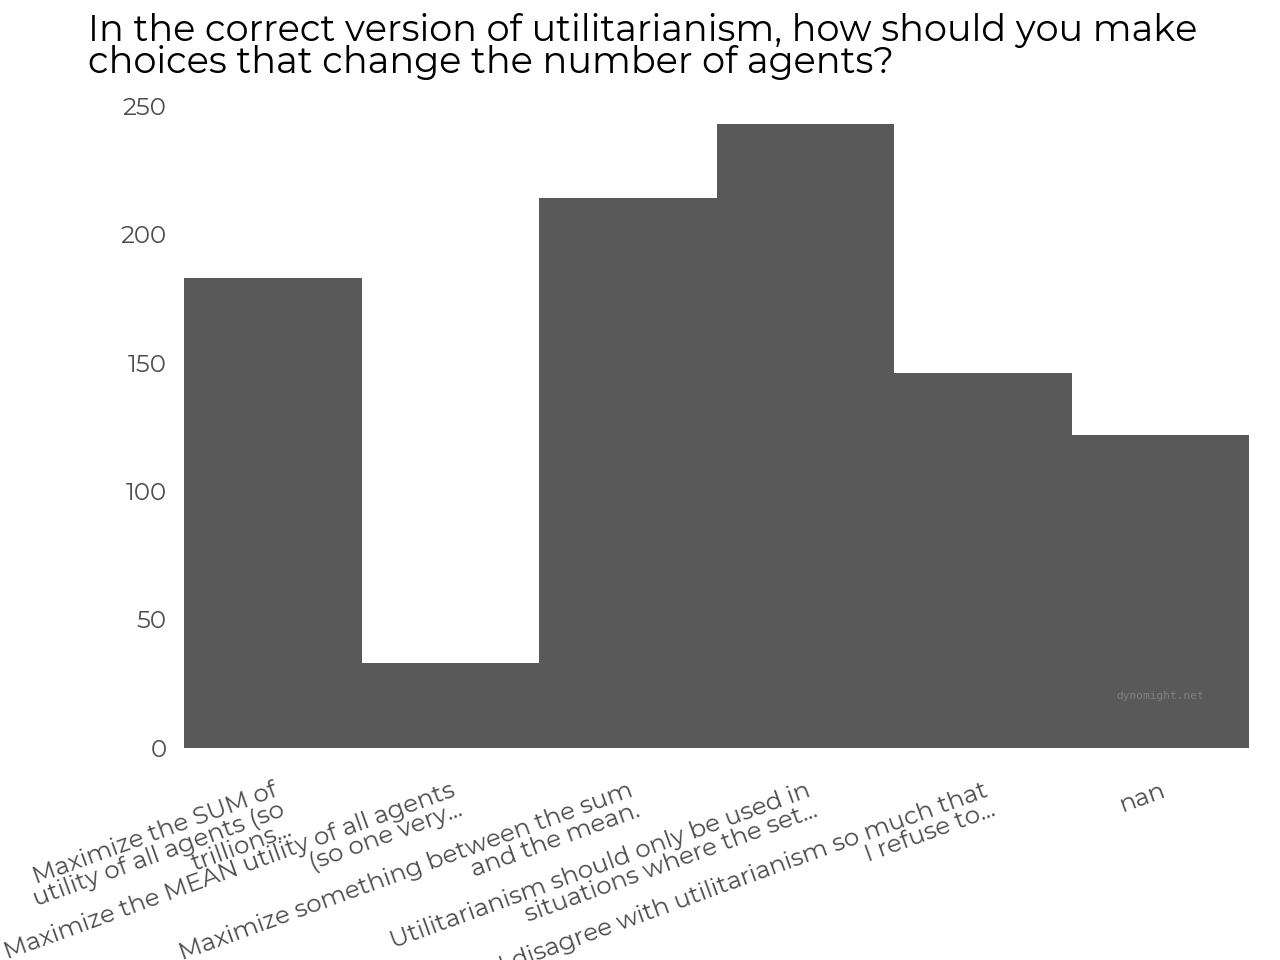 In the correct version of utilitarianism, how should you make
choices that change the number of agents?
250
200
150
100
50
0
dynomight.net
Maximize the SUM of
utility of all agents (so
trillions...
Maximize the MEAN utility of all agents
(so one very...
Maximize something between the sum
and the mean.
Utilitarianism should only be used in
situations where the set...
I disagree with utilitarianism so much that
I refuse to...
nan